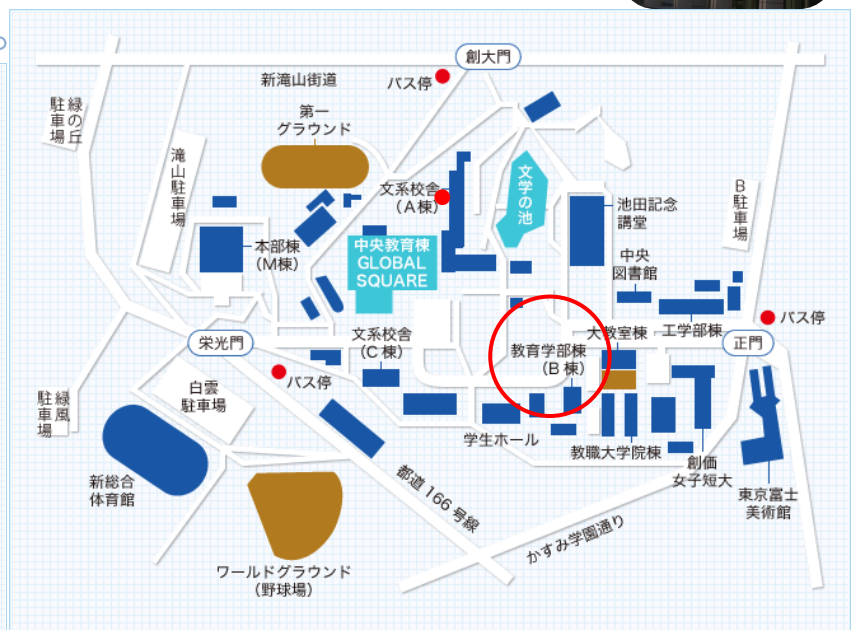 創大門
新滝山街道
バス停
緑の丘
駐車場
第一
グラウンド
滝山駐車場
文系校舎
（A棟）
文学の池
池田記念
講堂
B駐車場
本部棟
（M棟）
中央教育棟
GLOBAL
SQUARE
中央
図書館
バス停
栄光門
文系校舎
（C棟）
教育学部棟
（B棟）
大教室棟
工学部棟
正門
バス停
白雲
駐車場
緑風
駐車場
学生ホール
教職大学院棟
創価
女子短大
東京富士
美術館
新総合
体育館
都道166号線
かすみ学園通り
ワールドグラウンド
（野球場）